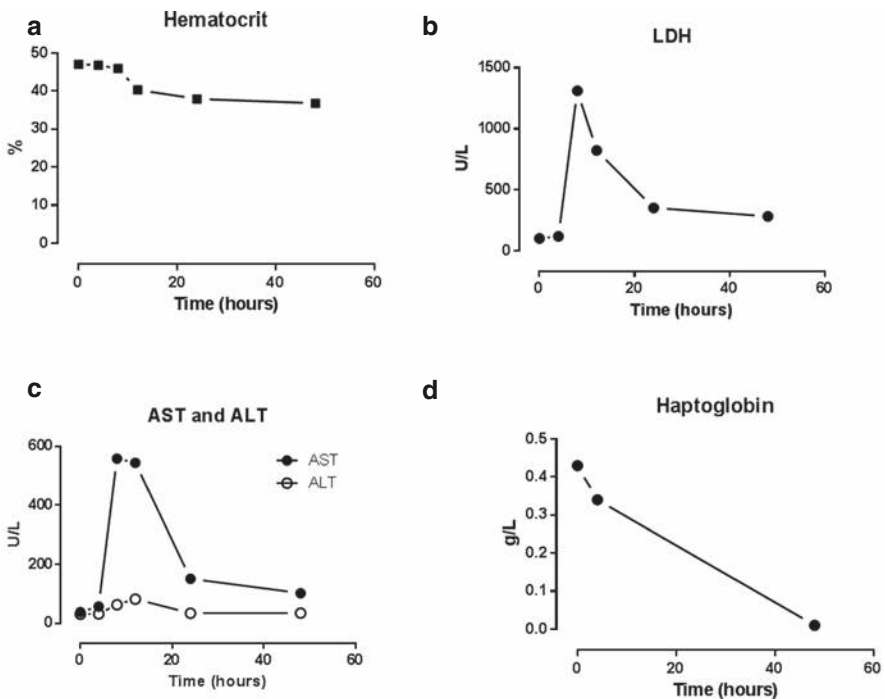 a
Hematocrit
50
40
30
20
10
0
%
0 20 40 60
Time (hours)
b
LDH
1500
1000
500
0
U/L
0 20 40 60
Time (hours)
c
AST and ALT
600
400
200
0
U/L
AST
ALT
0 20 40 60
Time (hours)
d
Haptoglobin
0.5
0.4
0.3
0.2
0.1
0.0
g/L
0 20 40 60
Time (hours)